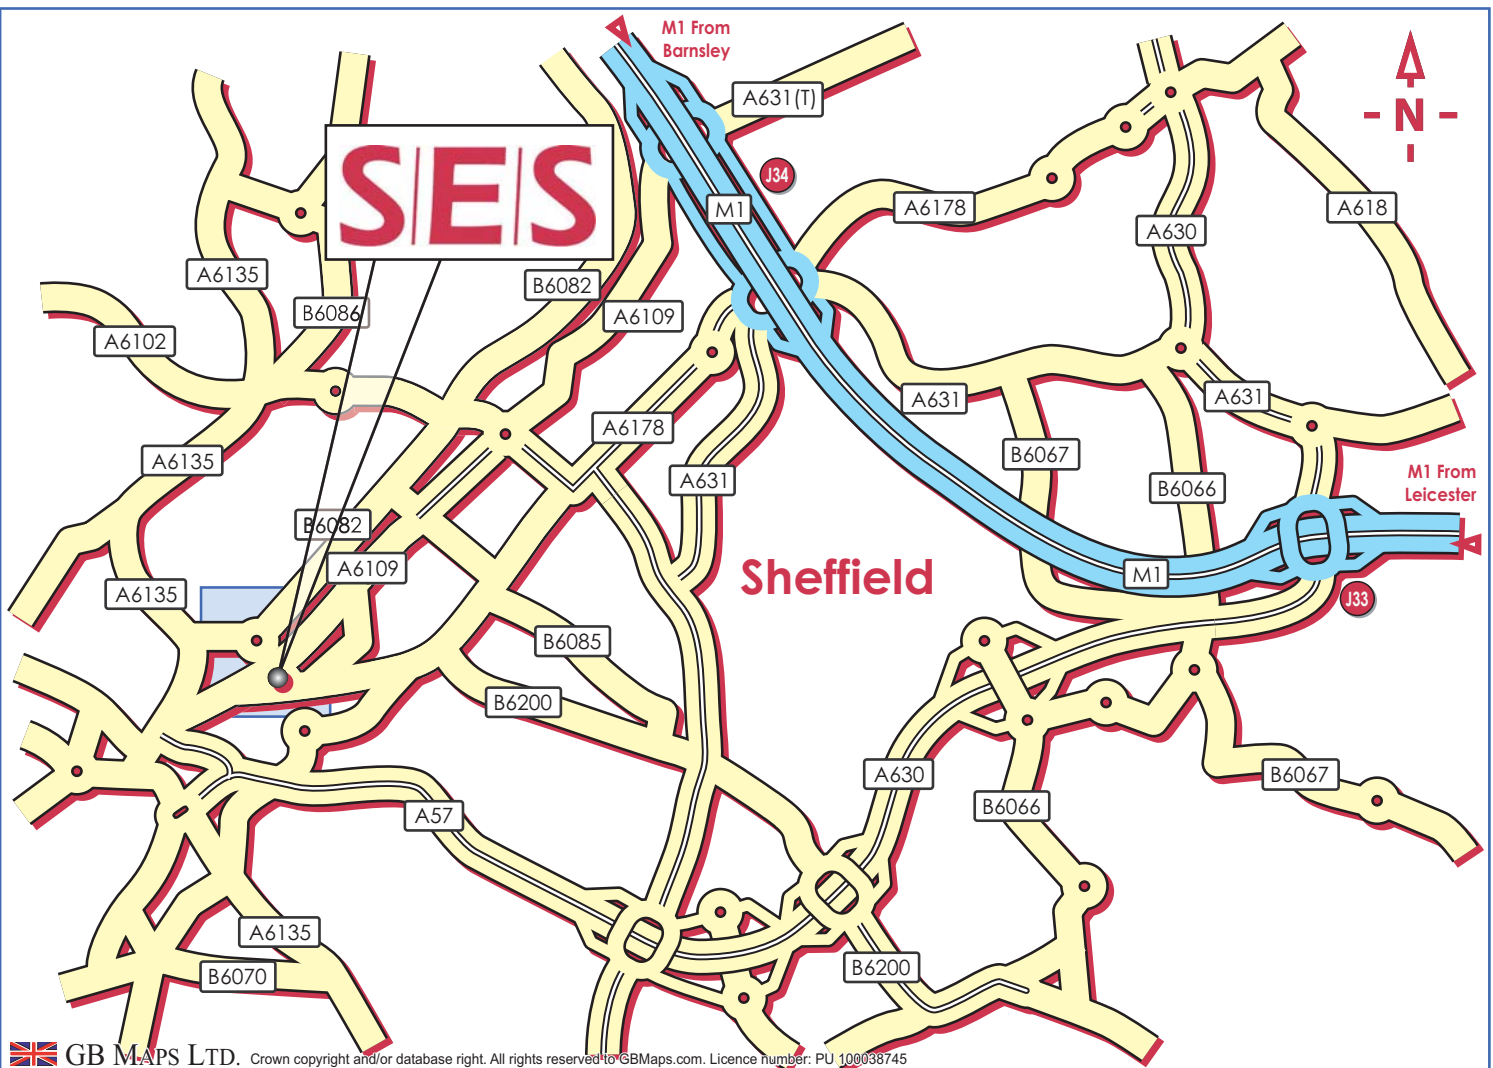 M1 From
Barnsley
A631(T)
N
J34
S|E|S
M1
A6178
A618
A630
A6135
B6082
B6086
A6109
A6102
A631
A631
A6178
B6067
A6135
A631
B6066
M1 From
Leicester
B6082
A6109
Sheffield
M1
A6135
J33
B6085
B6200
A630
B6067
B6066
A57
A6135
B6200
B6070
GB MAPS LTD. Crown copyright and/or database right. All rights reserved to GBMaps.com. Licence number: PU 100038745